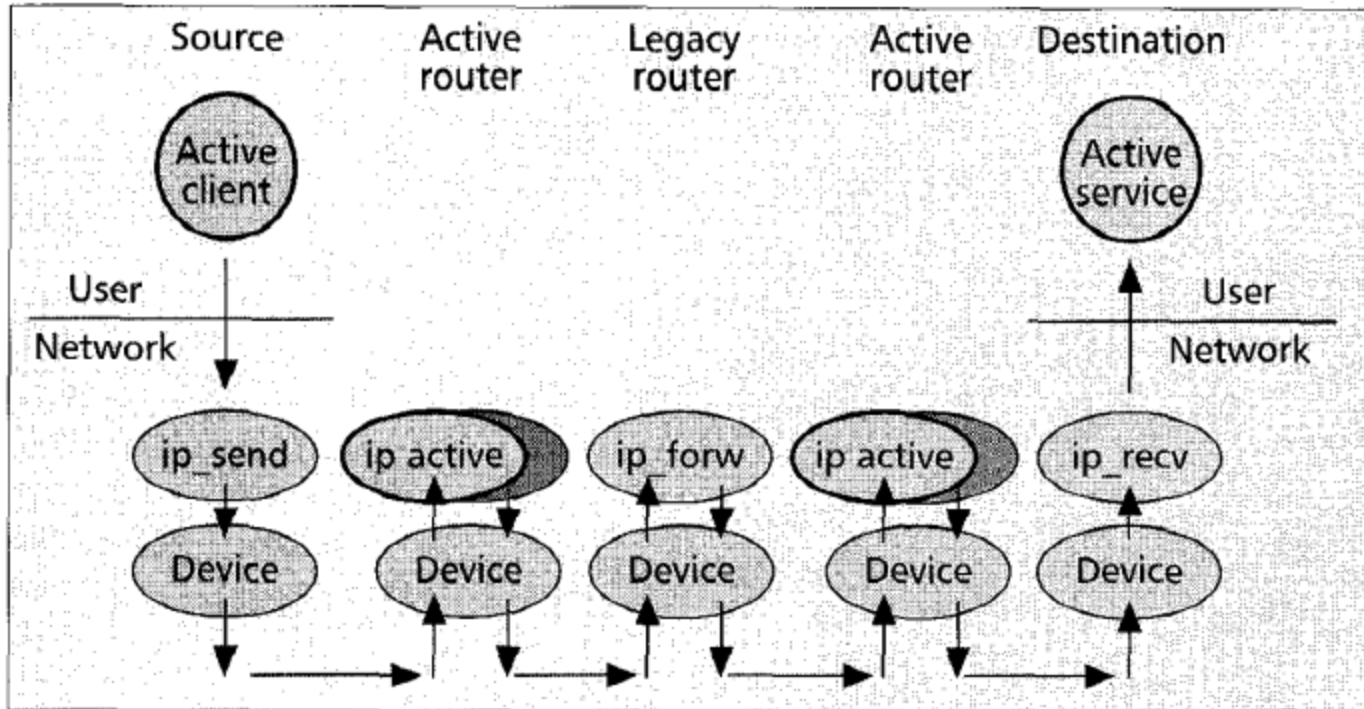 Source
Active
router
Legacy
router
Active
router
Destination
Active
client
Active
service
User
Network
User
Network
ip_send
ip active
ip_forw
ip active
ip_recv
Device
Device
Device
Device
Device